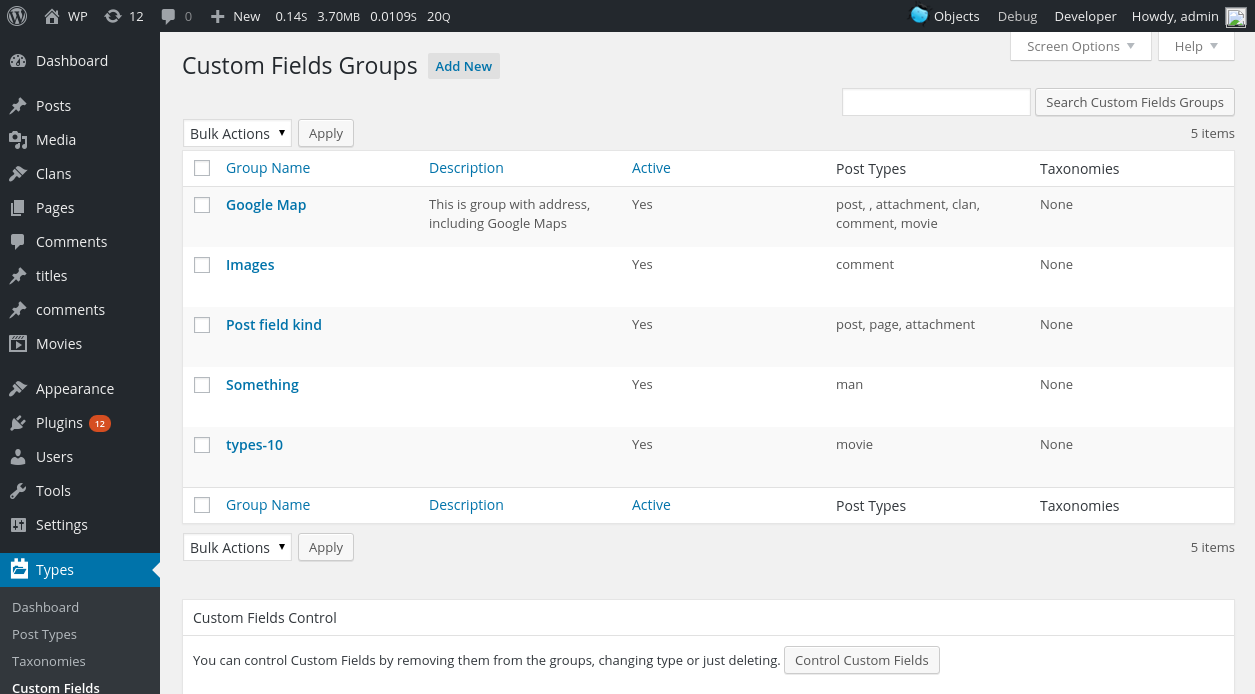 WP 12 0 New 0.14S 3.70MB 0.0109S 20Q Objects Debug Developer Howdy, admin
Dashboard
Posts
Media
Clans
Pages
Comments
titles
comments
Movies
Appearance
Plugins 12
Users
Tools
Settings
Types
Dashboard
Post Types
Taxonomies
Custom Fields
Screen Options Help
Custom Fields Groups Add New
Search Custom Fields Groups
Bulk Actions Apply 5 items
Group Name Description Active Post Types Taxonomies
Google Map This is group with address, Yes post, , attachment, clan, None
including Google Maps comment, movie
Images Yes comment None
Post field kind Yes post, page, attachment None
Something Yes man None
types-10 Yes movie None
Group Name Description Active Post Types Taxonomies
Bulk Actions Apply 5 items
Custom Fields Control
You can control Custom Fields by removing them from the groups, changing type or just deleting. Control Custom Fields